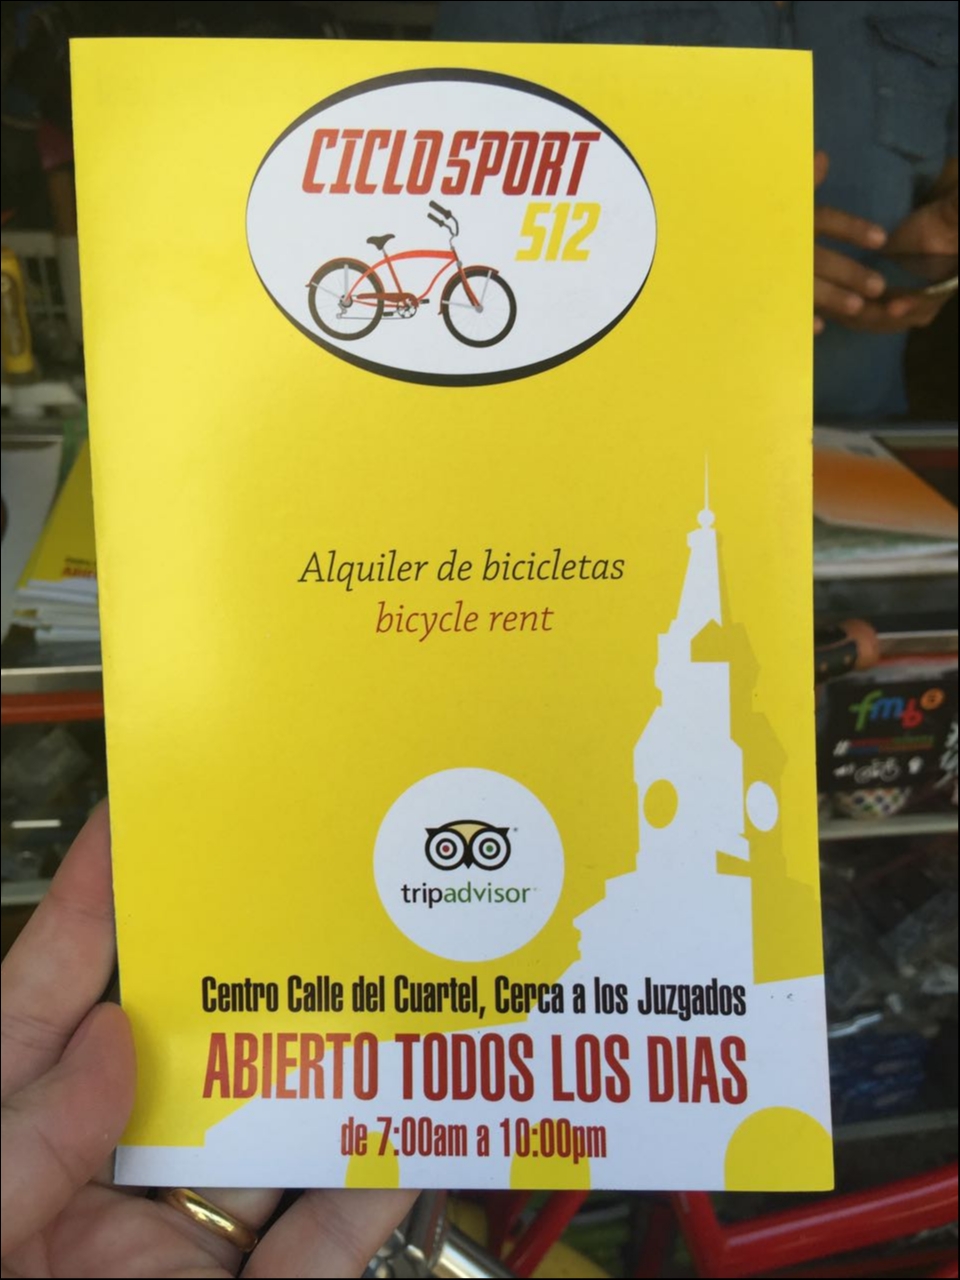 CICLOSPORT
512
Alquiler de bicicletas
bicycle rent
tripadvisor
Centro Calle del Cuartel, Cerca a los Juzgados
ABIERTO TODOS LOS DIAS
de 7:00am a 10:00pm
fmb